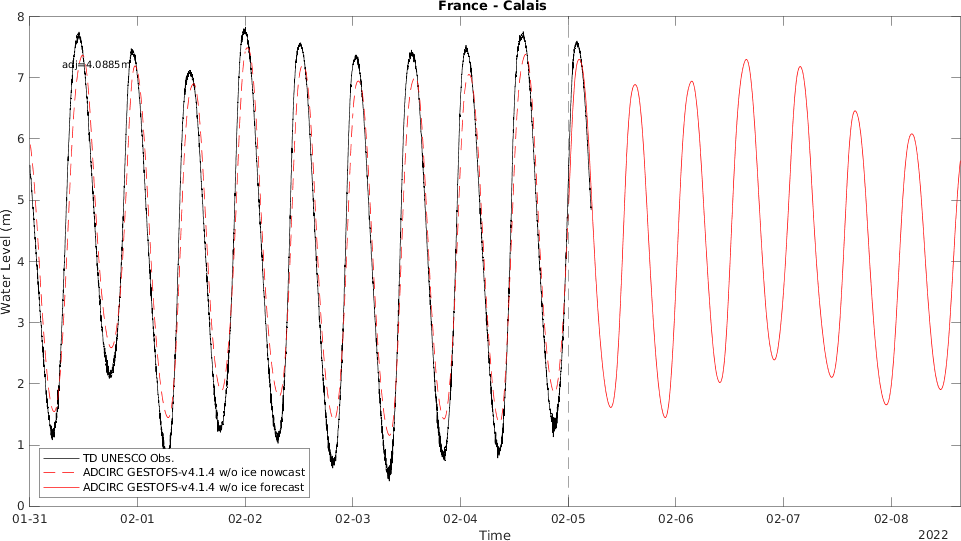 France - Calais
8
7
6
5
4
3
2
1
0
Water Level (m)
adj=4.0885m
TD UNESCO Obs.
ADCIRC GESTOFS-v4.1.4 w/o ice nowcast
ADCIRC GESTOFS-v4.1.4 w/o ice forecast
01-31 02-01 02-02 02-03 02-04 02-05 02-06 02-07 02-08
Time
2022